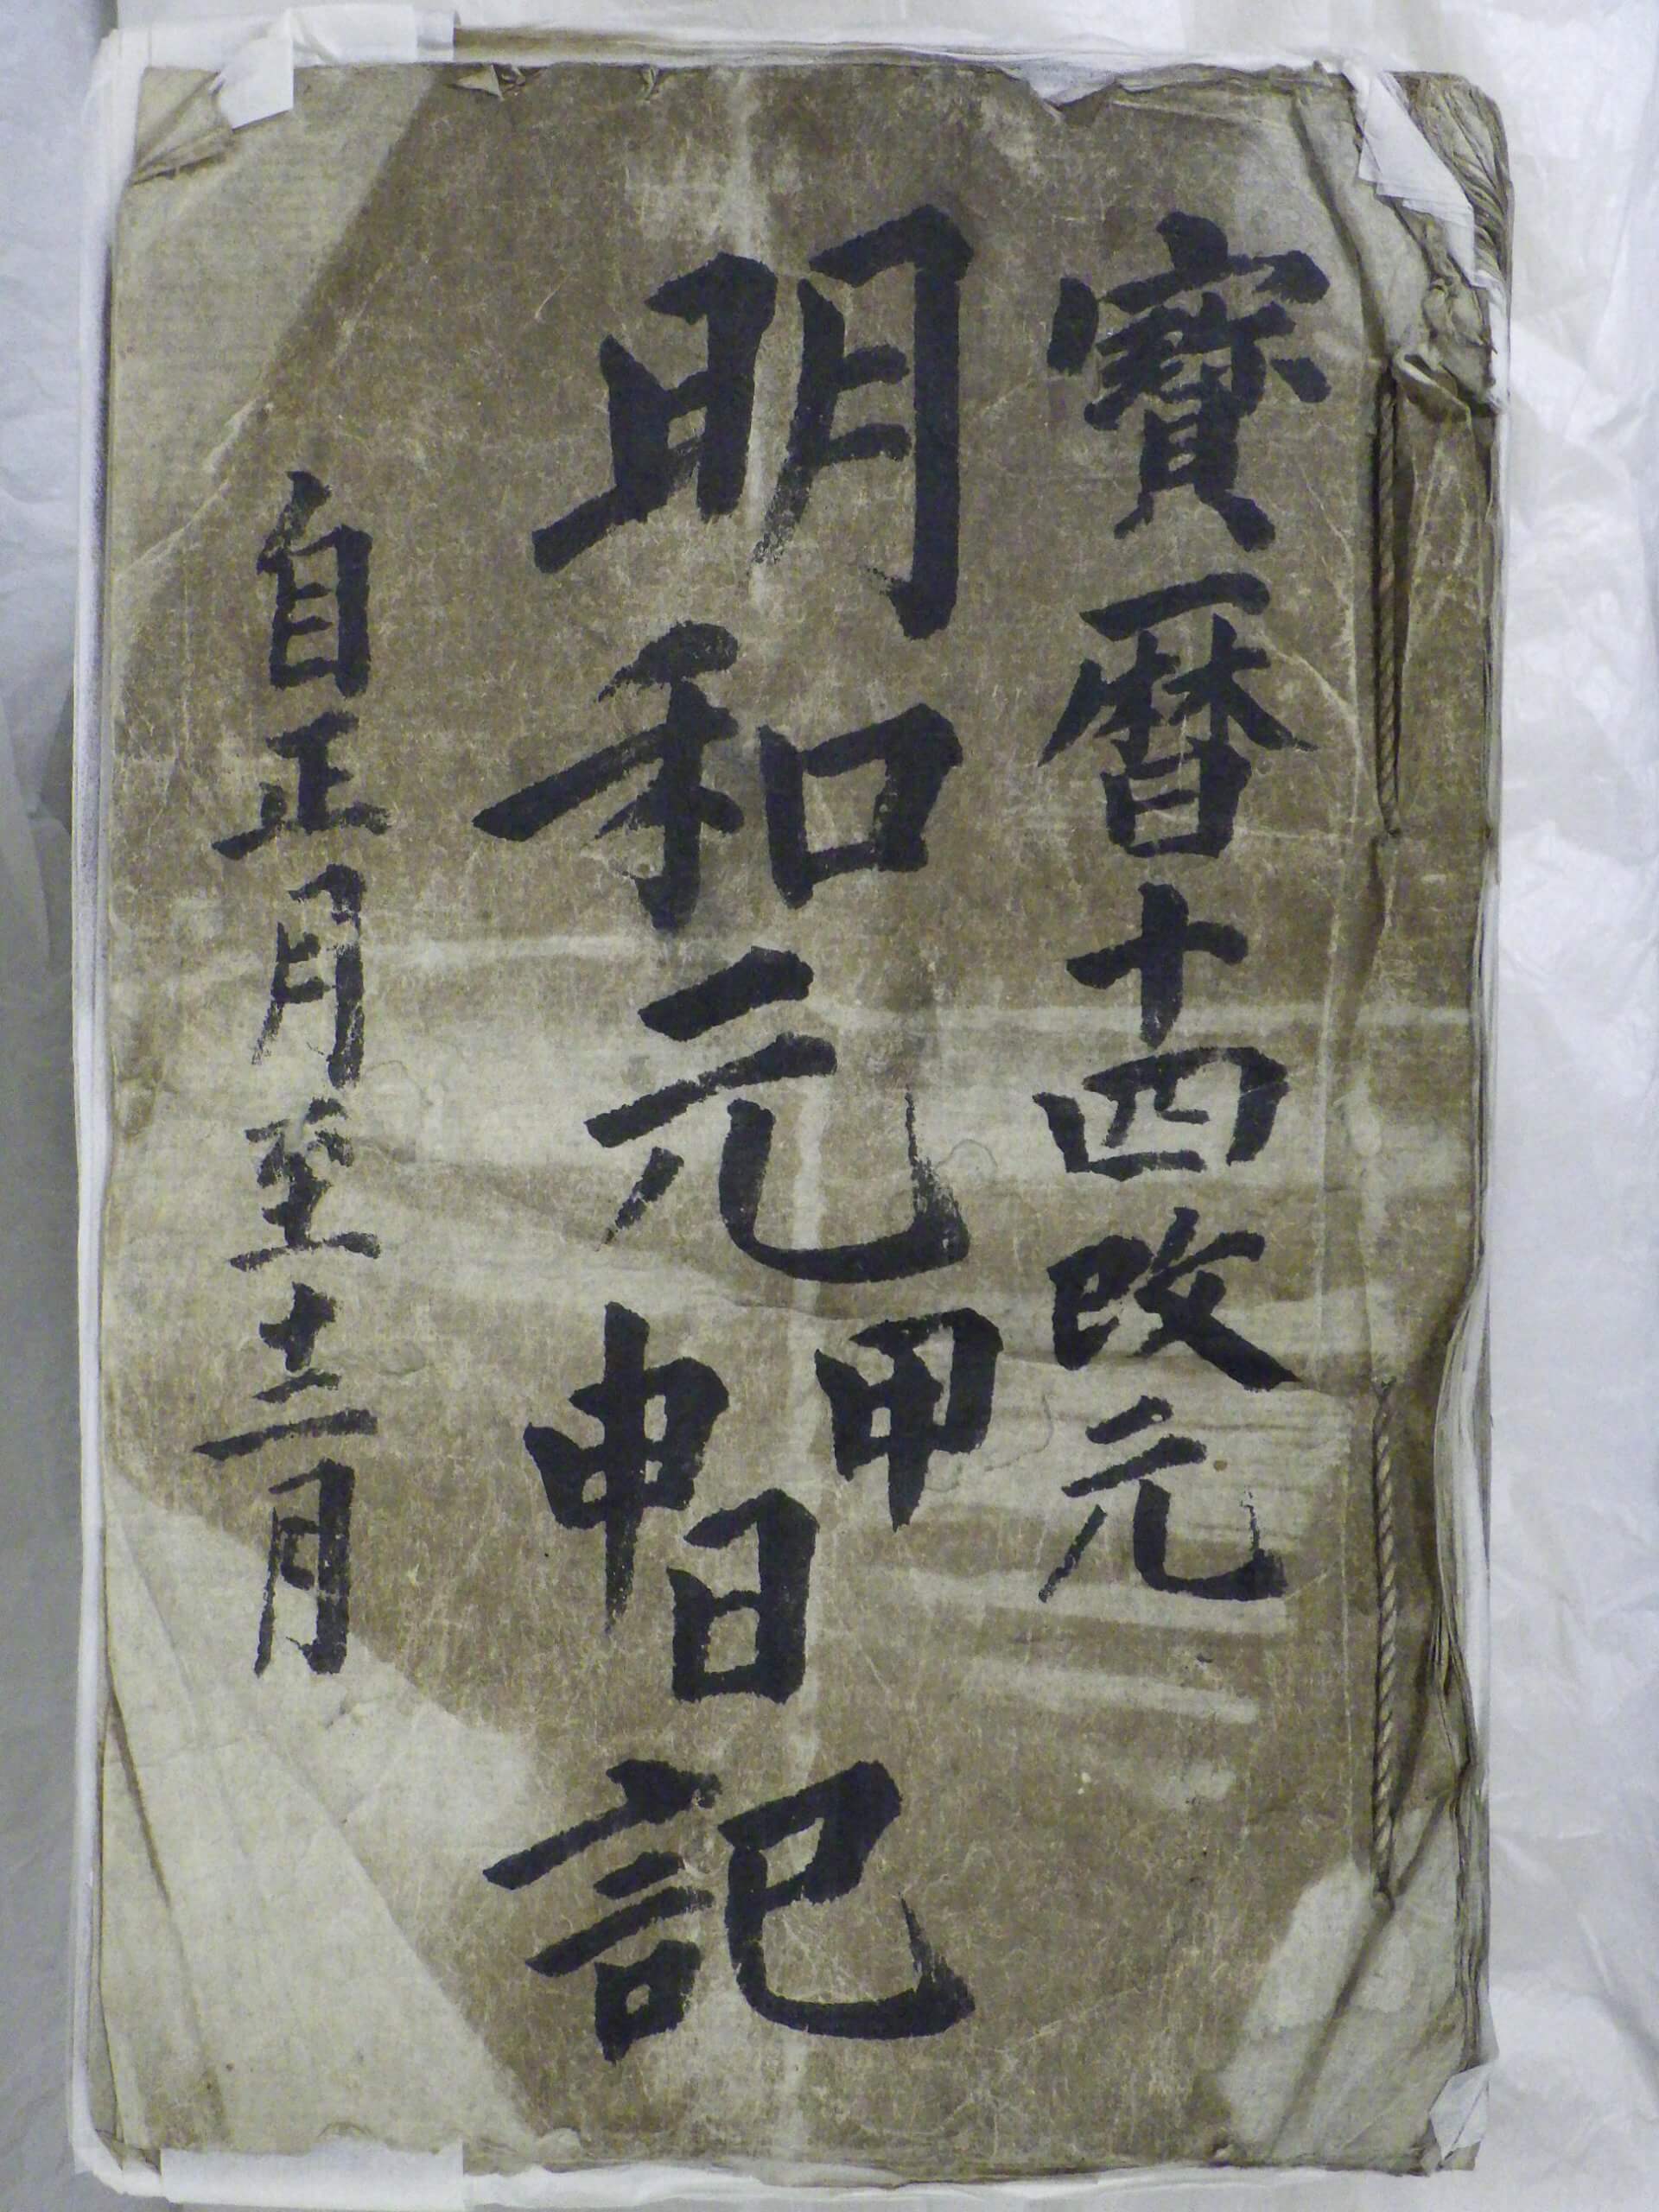 寶暦十四改元
明和元甲申日記
自正月至十二月